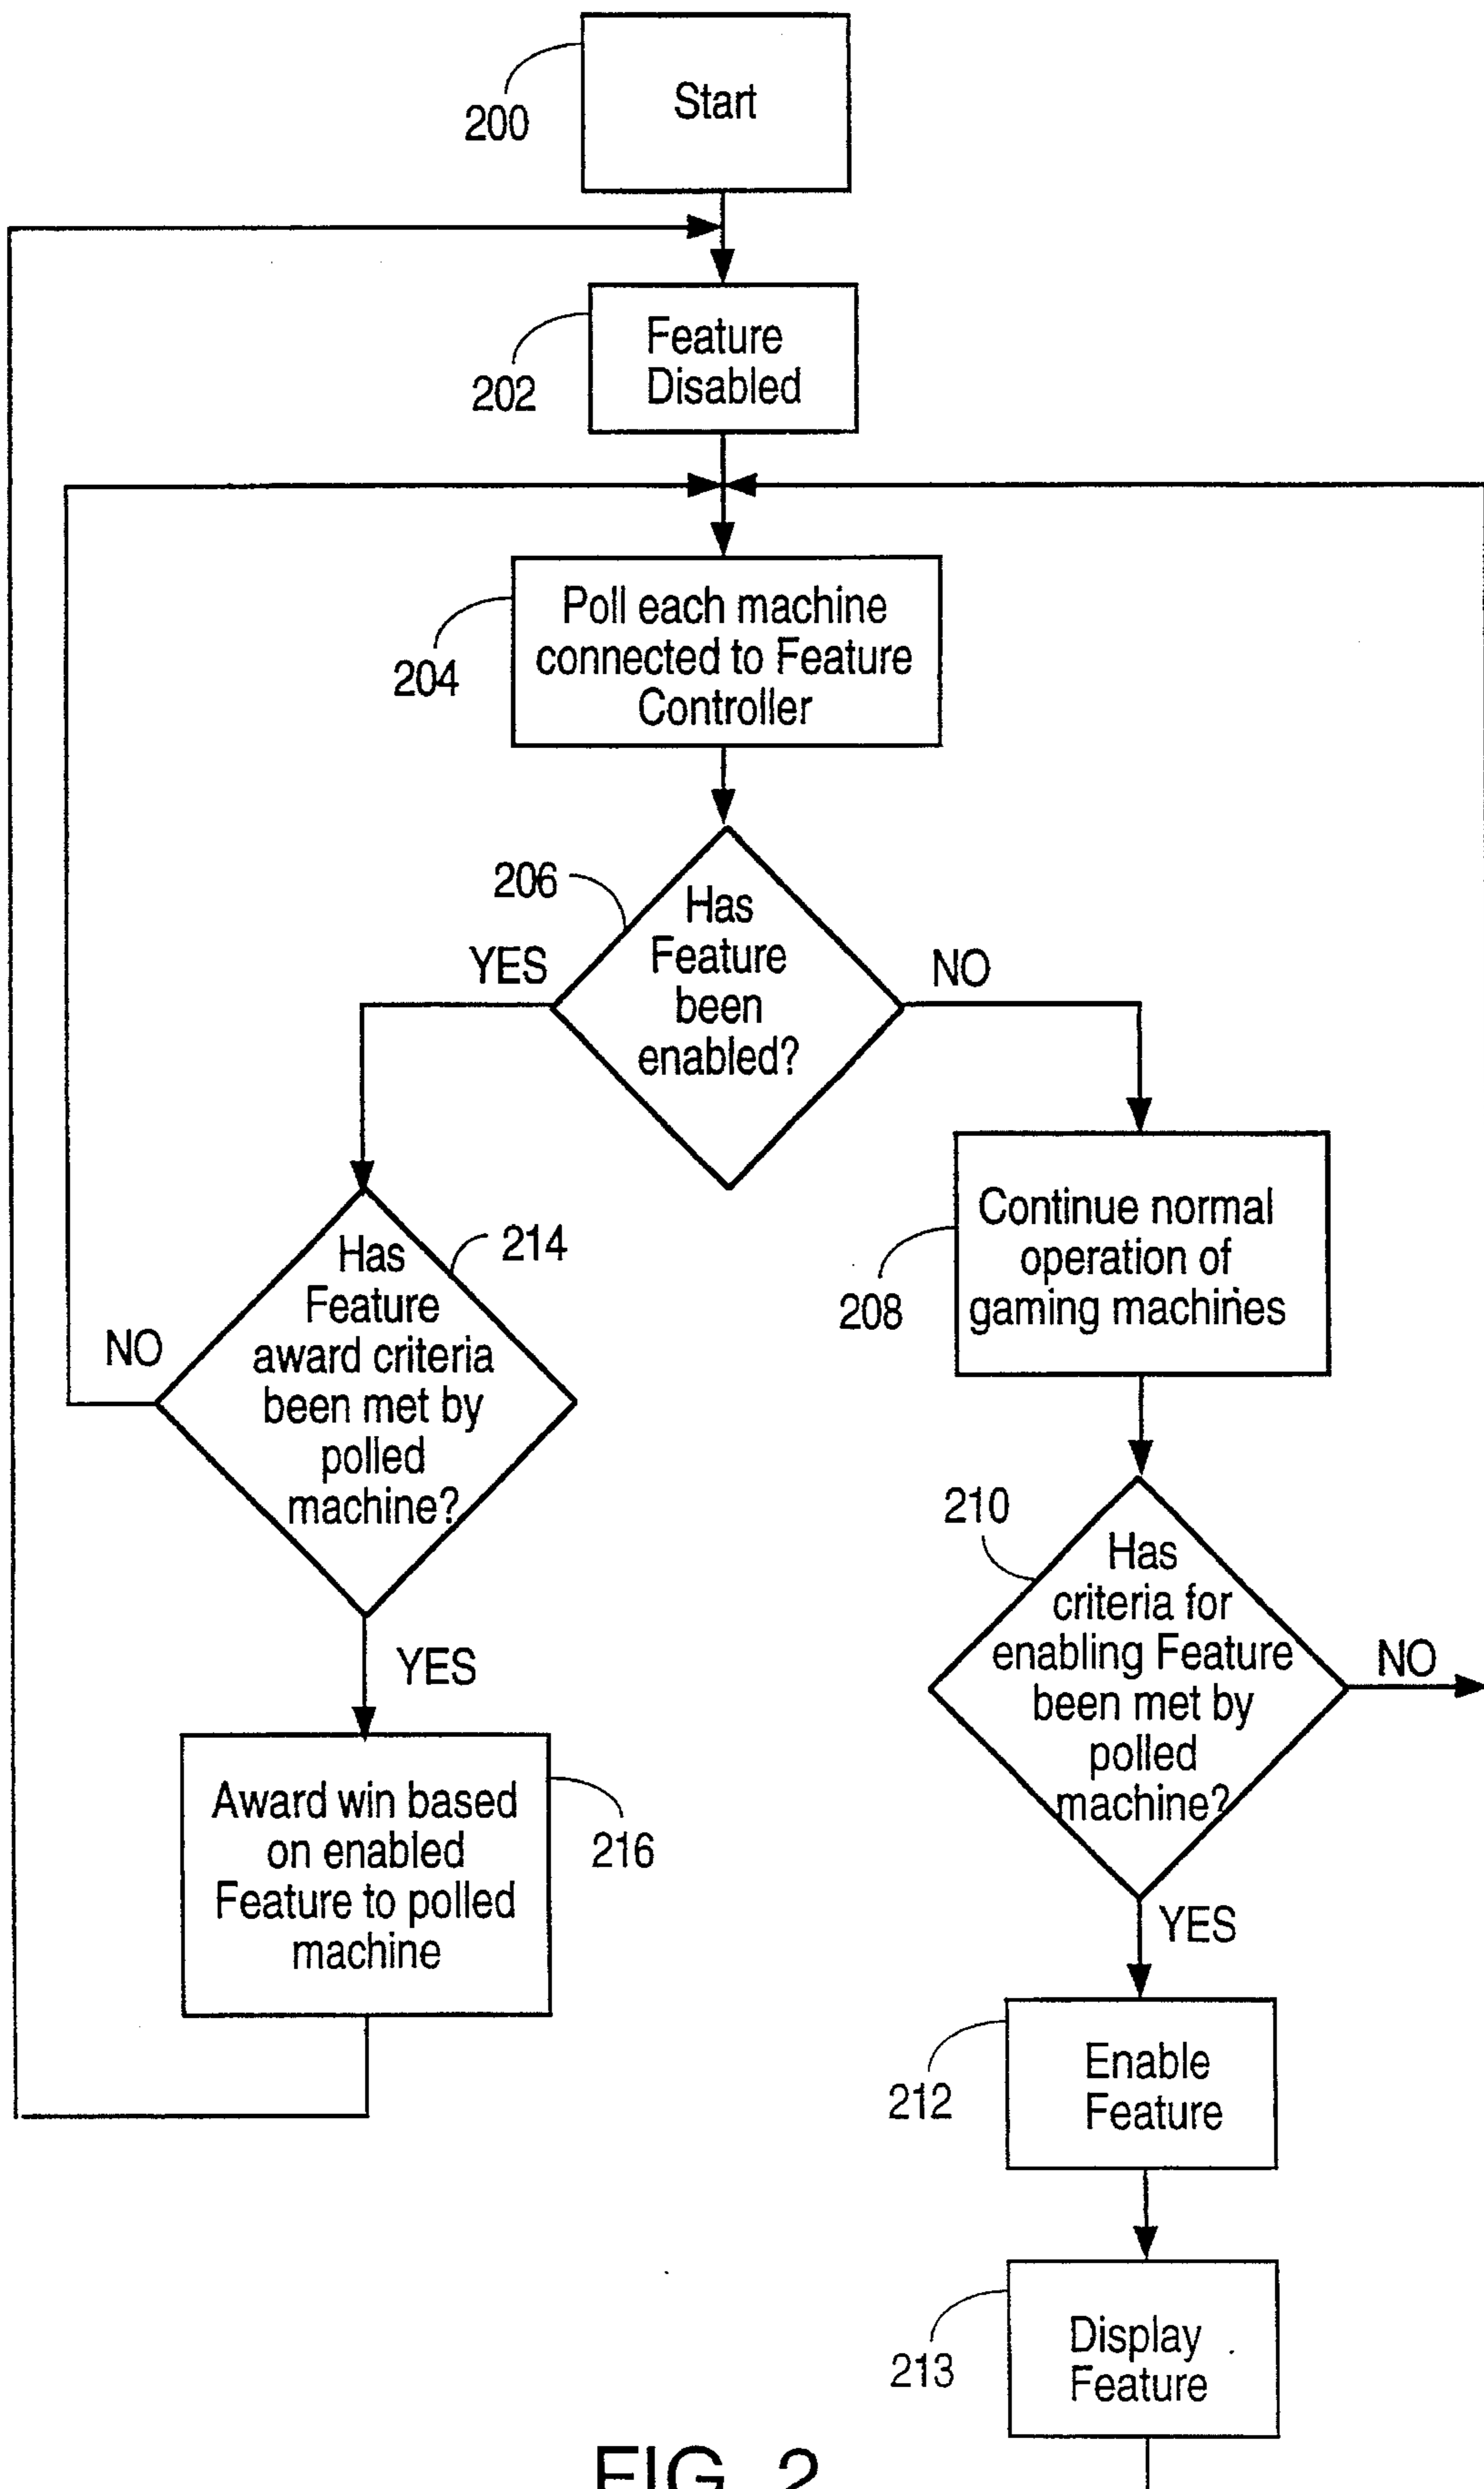 Start
200
Feature
Disabled
202
Poll each machine
connected to Feature
Controller
204
206
Has
Feature
been
enabled?
YES
NO
Continue normal
operation of
gaming machines
208
Has
Feature
award criteria
been met by
polled
machine?
214
NO
YES
210
Has
criteria for
enabling Feature
been met by
polled
machine?
NO
YES
Award win based
on enabled
Feature to polled
machine
216
Enable
Feature
212
Display
Feature
213
FIG. 2